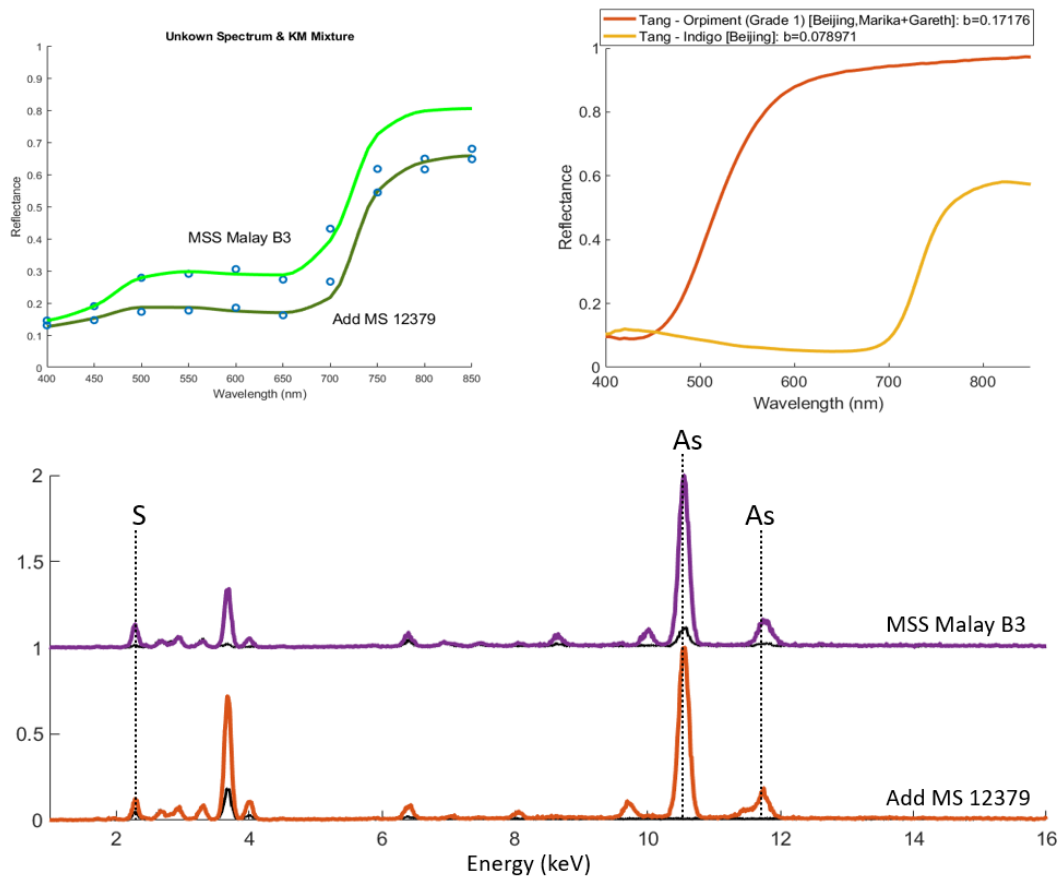 Unkown Spectrum & KM Mixture
1
0.9
0.8
0.7
0.6
0.5
0.4
0.3
0.2
0.1
0
Reflectance
MSS Malay B3
Add MS 12379
400 450 500 550 600 650 700 750 800 850
Wavelength (nm)
Tang - Orpiment (Grade 1) [Beijing,Marika+Gareth]: b=0.17176
Tang - Indigo [Beijing]: b=0.078971
1
0.8
0.6
0.4
0.2
0
Reflectance
400 500 600 700 800
Wavelength (nm)
As
S
As
2
1.5
1
0.5
0
MSS Malay B3
Add MS 12379
2 4 6 8 10 12 14 16
Energy (keV)